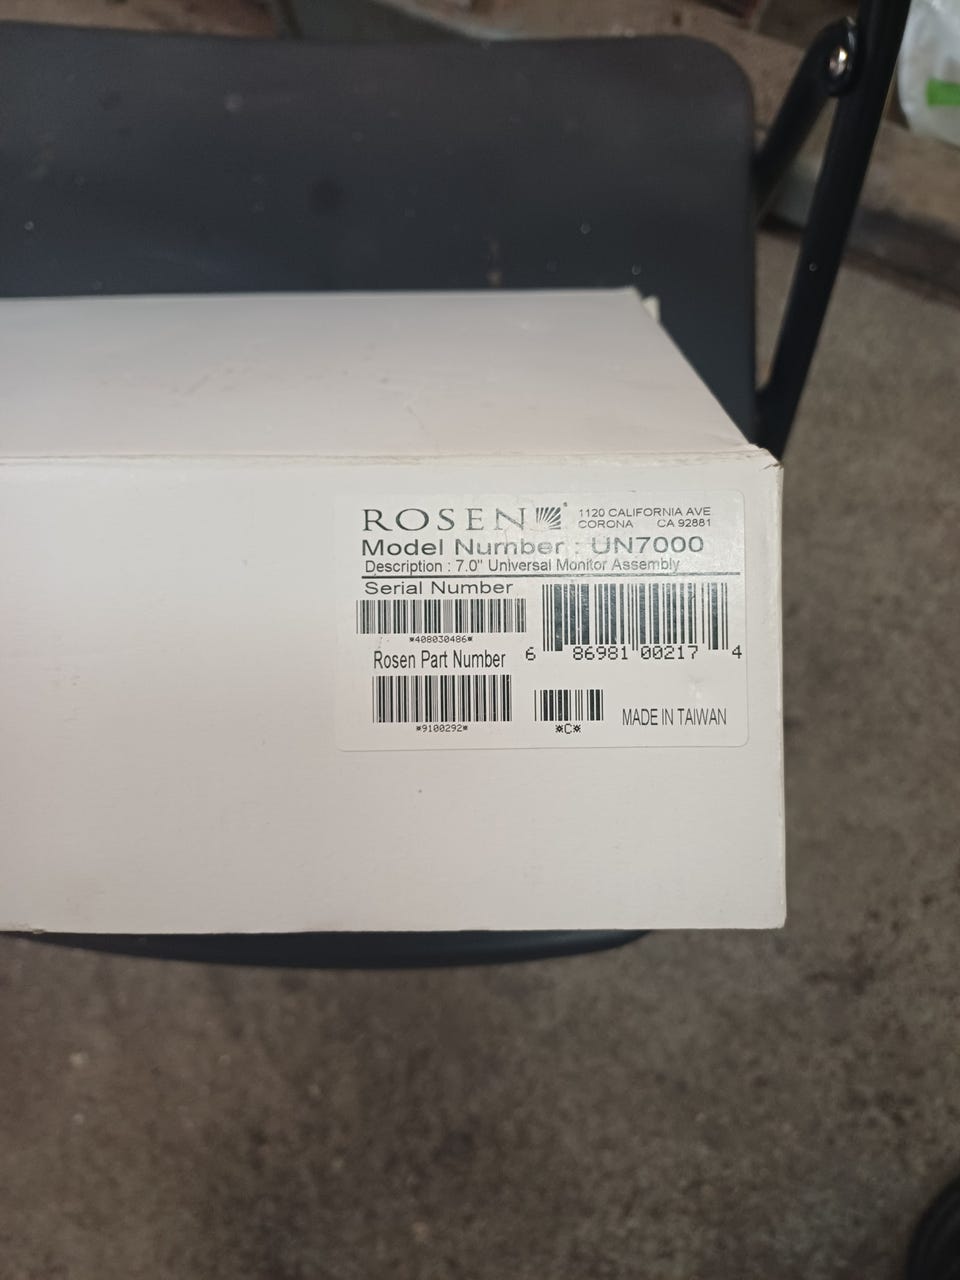 ROSEN
1120 CALIFORNIA AVE
CORONA CA 92881
Model Number : UN7000
Description : 7.0" Universal Monitor Assembly
Serial Number
*408030486*
6 86981 00217 4
Rosen Part Number
*9100292*
*C*
MADE IN TAIWAN